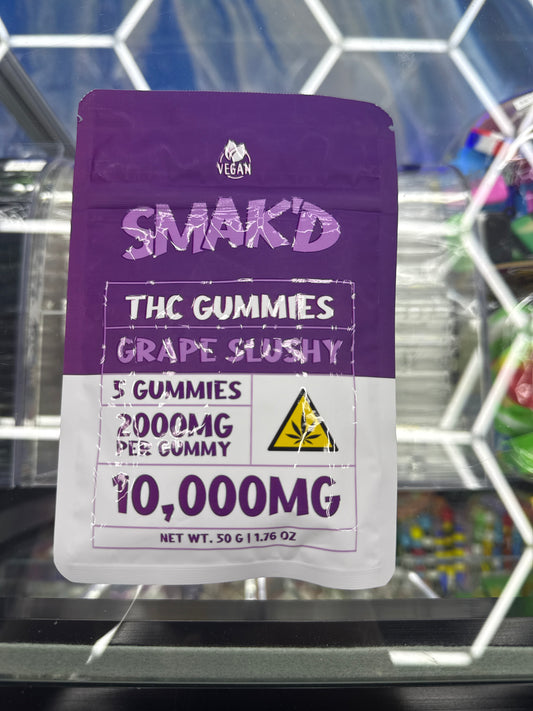 VEGAN
SMAK'D
THC GUMMIES
GRAPE SLUSHY
5 GUMMIES
2000MG
PER GUMMY
10,000MG
NET WT. 50 G | 1.76 OZ